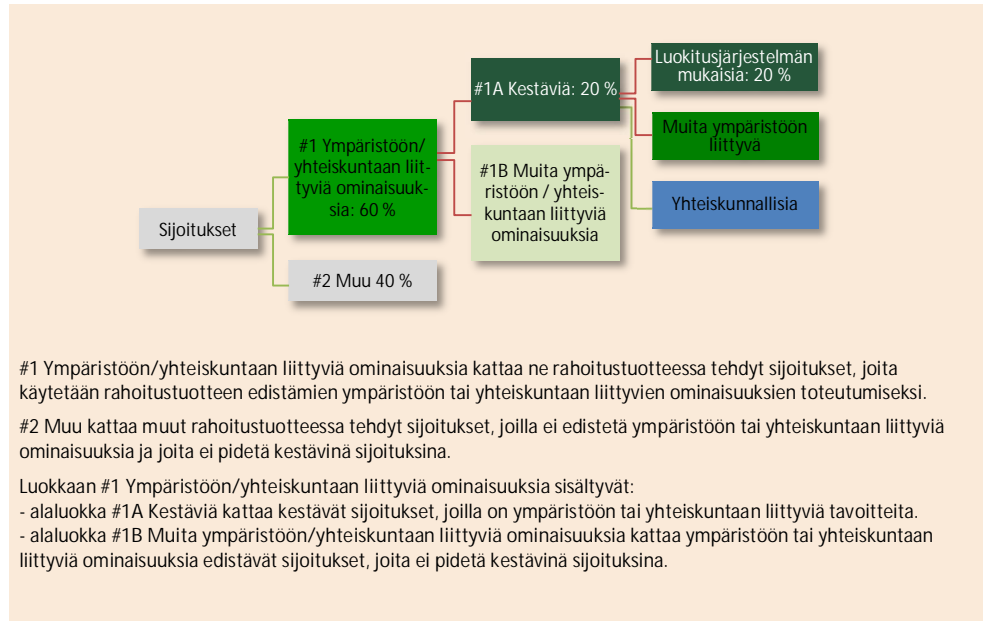 Sijoitukset
#1 Ympäristöön/
yhteiskuntaan liit-
tyviä ominaisuuk-
sia: 60 %
#2 Muu 40 %
#1A Kestäviä: 20 %
#1B Muita ympä-
ristöön / yhteis-
kuntaan liittyviä
ominaisuuksia
Luokitusjärjestelmän
mukaisia: 20 %
Muita ympäristöön
liittyvä
Yhteiskunnallisia
#1 Ympäristöön/yhteiskuntaan liittyviä ominaisuuksia kattaa ne rahoitustuotteessa tehdyt sijoitukset, joita
käytetään rahoitustuotteen edistämien ympäristöön tai yhteiskuntaan liittyvien ominaisuuksien toteutumiseksi.
#2 Muu kattaa muut rahoitustuotteessa tehdyt sijoitukset, joilla ei edistetä ympäristöön tai yhteiskuntaan liittyviä
ominaisuuksia ja joita ei pidetä kestävinä sijoituksina.
Luokkaan #1 Ympäristöön/yhteiskuntaan liittyviä ominaisuuksia sisältyvät:
- alaluokka #1A Kestäviä kattaa kestävät sijoitukset, joilla on ympäristöön tai yhteiskuntaan liittyviä tavoitteita.
- alaluokka #1B Muita ympäristöön/yhteiskuntaan liittyviä ominaisuuksia kattaa ympäristöön tai yhteiskuntaan
liittyviä ominaisuuksia edistävät sijoitukset, joita ei pidetä kestävinä sijoituksina.